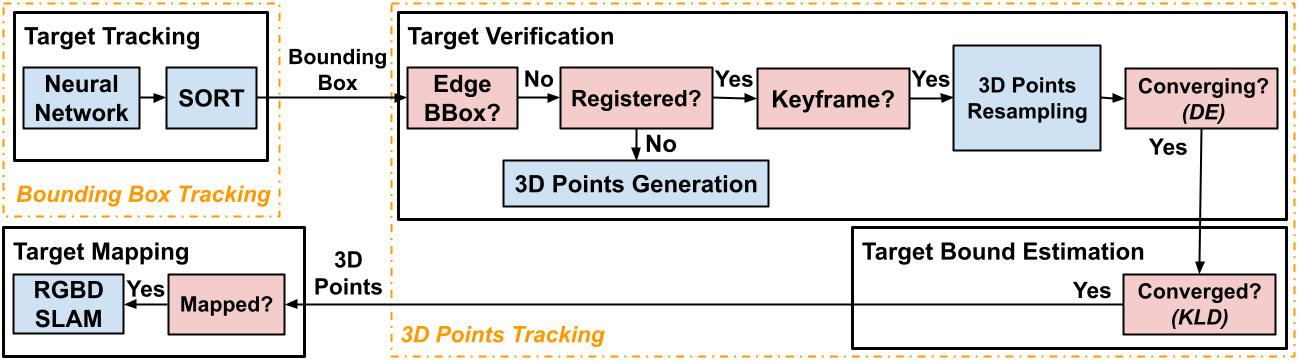 Target Tracking
Neural
Network
SORT
Bounding Box Tracking
Bounding
Box
Target Verification
Edge
BBox?
No
Registered?
Yes
Keyframe?
Yes
3D Points
Resampling
Converging?
(DE)
No
3D Points Generation
Yes
Target Mapping
RGBD
SLAM
Yes
Mapped?
3D
Points
3D Points Tracking
Target Bound Estimation
Yes
Converged?
(KLD)